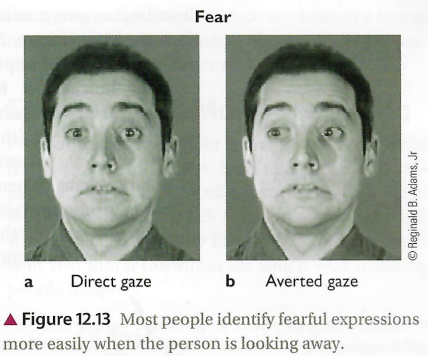 Fear
© Reginald B. Adams, Jr
a Direct gaze
b Averted gaze
▲ Figure 12.13 Most people identify fearful expressions
more easily when the person is looking away.